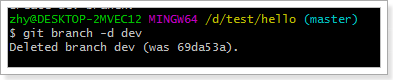 zhy@DESKTOP-2MVEC12 MINGW64 /d/test/hello (master)
$ git branch -d dev
Deleted branch dev (was 69da53a).